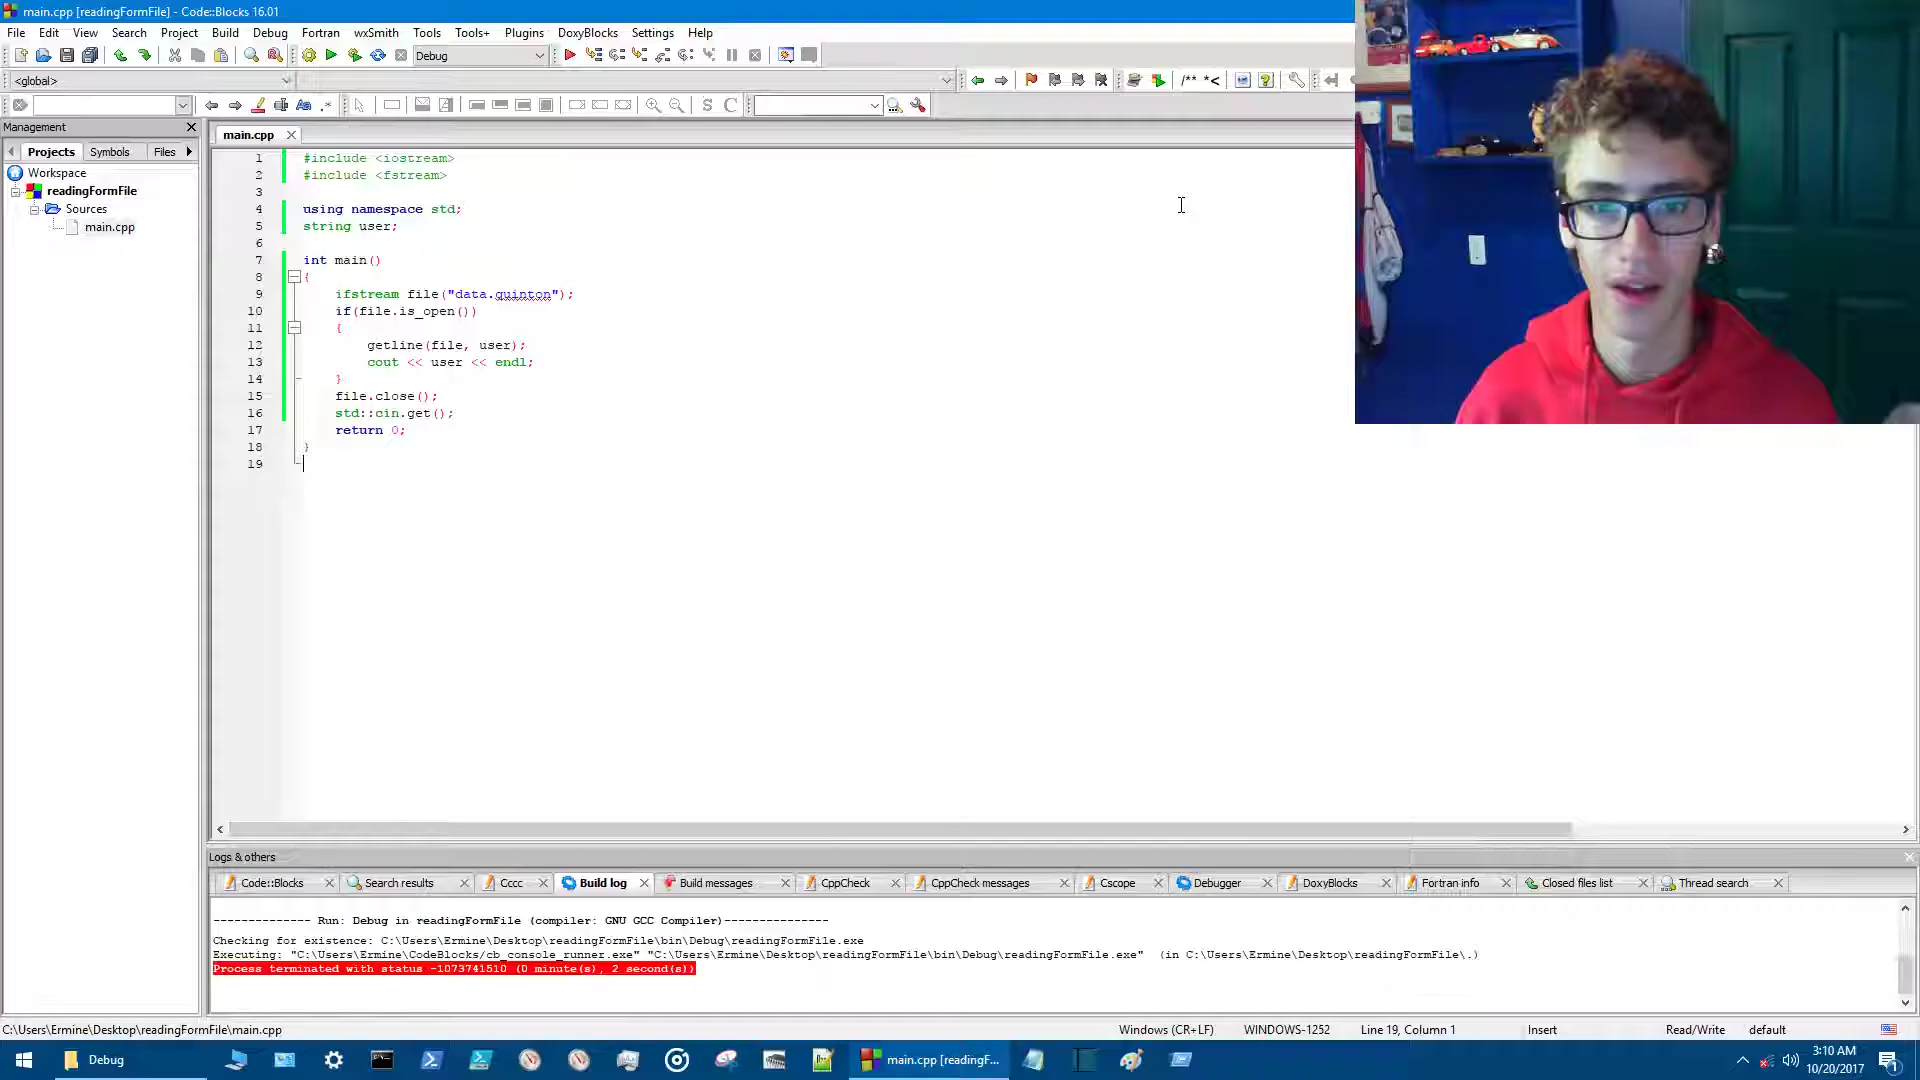 main.cpp [readingFormFile] - Code::Blocks 16.01
File Edit View Search Project Build Debug Fortran wxSmith Tools Tools+ Plugins DoxyBlocks Settings Help
Debug
<global>
/** *<
.*
S C
Management
main.cpp
Projects Symbols Files
Workspace
readingFormFile
Sources
main.cpp
1 #include <iostream>
2 #include <fstream>
3
4 using namespace std;
5 string user;
6
7 int main()
8 {
9 ifstream file("data.quinton");
10 if(file.is_open())
11 {
12 getline(file, user);
13 cout << user << endl;
14 }
15 file.close();
16 std::cin.get();
17 return 0;
18 }
19
Logs & others
Code::Blocks Search results Cccc Build log Build messages CppCheck CppCheck messages Cscope Debugger DoxyBlocks Fortran info Closed files list Thread search
-------------- Run: Debug in readingFormFile (compiler: GNU GCC Compiler)---------------
Checking for existence: C:\Users\Ermine\Desktop\readingFormFile\bin\Debug\readingFormFile.exe
Executing: "C:\Users\Ermine\CodeBlocks/cb_console_runner.exe" "C:\Users\Ermine\Desktop\readingFormFile\bin\Debug\readingFormFile.exe" (in C:\Users\Ermine\Desktop\readingFormFile\.)
Process terminated with status -1073741510 (0 minute(s), 2 second(s))
C:\Users\Ermine\Desktop\readingFormFile\main.cpp Windows (CR+LF) WINDOWS-1252 Line 19, Column 1 Insert Read/Write default
Debug
main.cpp [readingF...
3:10 AM
10/20/2017
1